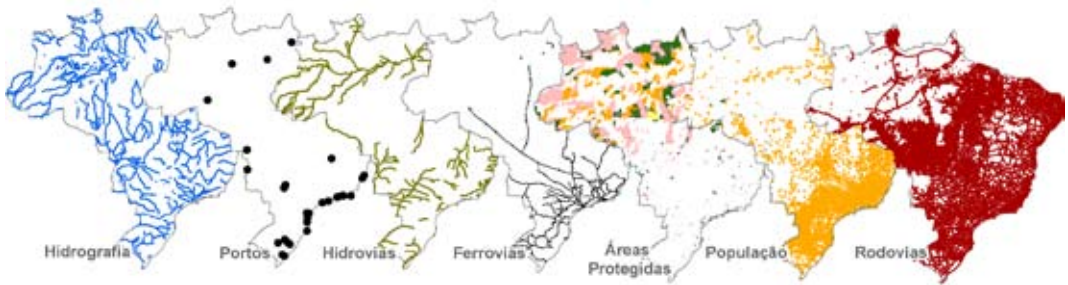 Hidrografia
Portos
Hidrovias
Ferrovias
Áreas
Protegidas
População
Rodovias